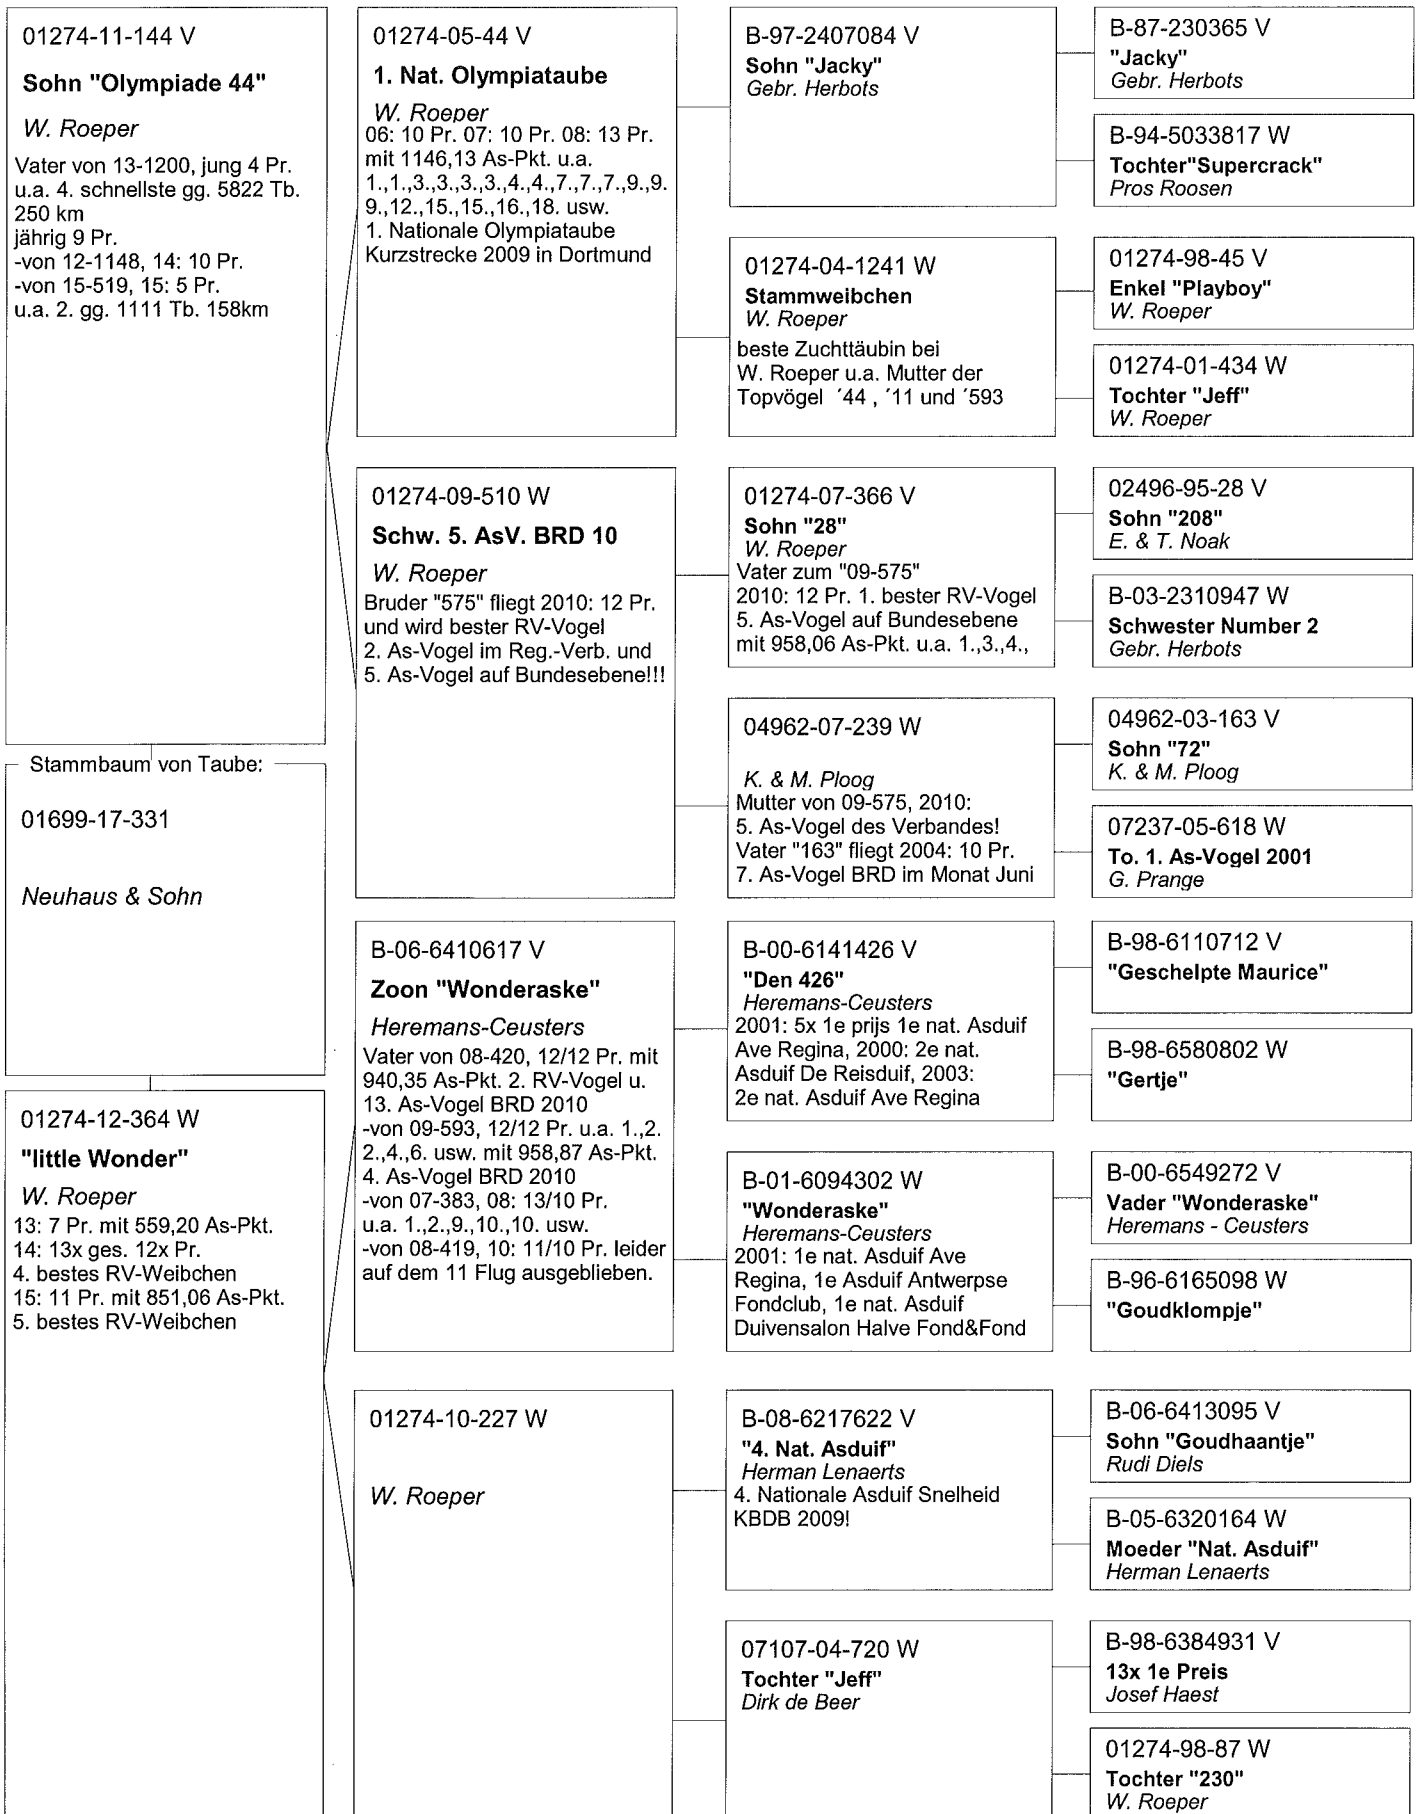 01274-11-144 V
Sohn "Olympiade 44"
W. Roeper
Vater von 13-1200, jung 4 Pr.
u.a. 4. schnellste gg. 5822 Tb.
250 km
jährig 9 Pr.
-von 12-1148, 14: 10 Pr.
-von 15-519, 15: 5 Pr.
u.a. 2. gg. 1111 Tb. 158km
Stammbaum von Taube:
01699-17-331
Neuhaus & Sohn
01274-12-364 W
"little Wonder"
W. Roeper
13: 7 Pr. mit 559,20 As-Pkt.
14: 13x ges. 12x Pr.
4. bestes RV-Weibchen
15: 11 Pr. mit 851,06 As-Pkt.
5. bestes RV-Weibchen
01274-05-44 V
1. Nat. Olympiataube
W. Roeper
06: 10 Pr. 07: 10 Pr. 08: 13 Pr.
mit 1146,13 As-Pkt. u.a.
1.,1.,3.,3.,3.,3.,4.,4.,7.,7.,7.,9.,9.
9.,12.,15.,15.,16.,18. usw.
1. Nationale Olympiataube
Kurzstrecke 2009 in Dortmund
01274-09-510 W
Schw. 5. AsV. BRD 10
W. Roeper
Bruder "575" fliegt 2010: 12 Pr.
und wird bester RV-Vogel
2. As-Vogel im Reg.-Verb. und
5. As-Vogel auf Bundesebene!!!
B-06-6410617 V
Zoon "Wonderaske"
Heremans-Ceusters
Vater von 08-420, 12/12 Pr. mit
940,35 As-Pkt. 2. RV-Vogel u.
13. As-Vogel BRD 2010
-von 09-593, 12/12 Pr. u.a. 1.,2.
2.,4.,6. usw. mit 958,87 As-Pkt.
4. As-Vogel BRD 2010
-von 07-383, 08: 13/10 Pr.
u.a. 1.,2.,9.,10.,10. usw.
-von 08-419, 10: 11/10 Pr. leider
auf dem 11 Flug ausgeblieben.
01274-10-227 W
W. Roeper
B-97-2407084 V
Sohn "Jacky"
Gebr. Herbots
01274-04-1241 W
Stammweibchen
W. Roeper
beste Zuchttäubin bei
W. Roeper u.a. Mutter der
Topvögel ´44 , ´11 und ´593
01274-07-366 V
Sohn "28"
W. Roeper
Vater zum "09-575"
2010: 12 Pr. 1. bester RV-Vogel
5. As-Vogel auf Bundesebene
mit 958,06 As-Pkt. u.a. 1.,3.,4.,
04962-07-239 W
K. & M. Ploog
Mutter von 09-575, 2010:
5. As-Vogel des Verbandes!
Vater "163" fliegt 2004: 10 Pr.
7. As-Vogel BRD im Monat Juni
B-00-6141426 V
"Den 426"
Heremans-Ceusters
2001: 5x 1e prijs 1e nat. Asduif
Ave Regina, 2000: 2e nat.
Asduif De Reisduif, 2003:
2e nat. Asduif Ave Regina
B-01-6094302 W
"Wonderaske"
Heremans-Ceusters
2001: 1e nat. Asduif Ave
Regina, 1e Asduif Antwerpse
Fondclub, 1e nat. Asduif
Duivensalon Halve Fond&Fond
B-08-6217622 V
"4. Nat. Asduif"
Herman Lenaerts
4. Nationale Asduif Snelheid
KBDB 2009!
07107-04-720 W
Tochter "Jeff"
Dirk de Beer
B-87-230365 V
"Jacky"
Gebr. Herbots
B-94-5033817 W
Tochter"Supercrack"
Pros Roosen
01274-98-45 V
Enkel "Playboy"
W. Roeper
01274-01-434 W
Tochter "Jeff"
W. Roeper
02496-95-28 V
Sohn "208"
E. & T. Noak
B-03-2310947 W
Schwester Number 2
Gebr. Herbots
04962-03-163 V
Sohn "72"
K. & M. Ploog
07237-05-618 W
To. 1. As-Vogel 2001
G. Prange
B-98-6110712 V
"Geschelpte Maurice"
B-98-6580802 W
"Gertje"
B-00-6549272 V
Vader "Wonderaske"
Heremans - Ceusters
B-96-6165098 W
"Goudklompje"
B-06-6413095 V
Sohn "Goudhaantje"
Rudi Diels
B-05-6320164 W
Moeder "Nat. Asduif"
Herman Lenaerts
B-98-6384931 V
13x 1e Preis
Josef Haest
01274-98-87 W
Tochter "230"
W. Roeper